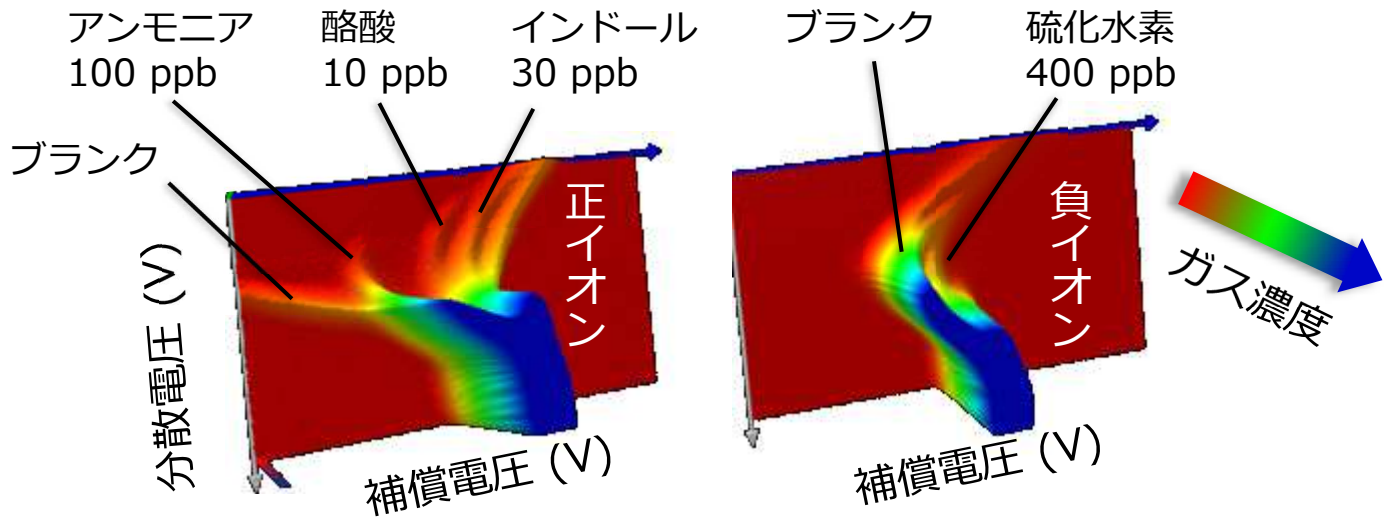 アンモニア
100 ppb
酪酸
10 ppb
インドール
30 ppb
ブランク
正イオン
分散電圧 (V)
補償電圧 (V)
ブランク
硫化水素
400 ppb
負イオン
補償電圧 (V)
ガス濃度